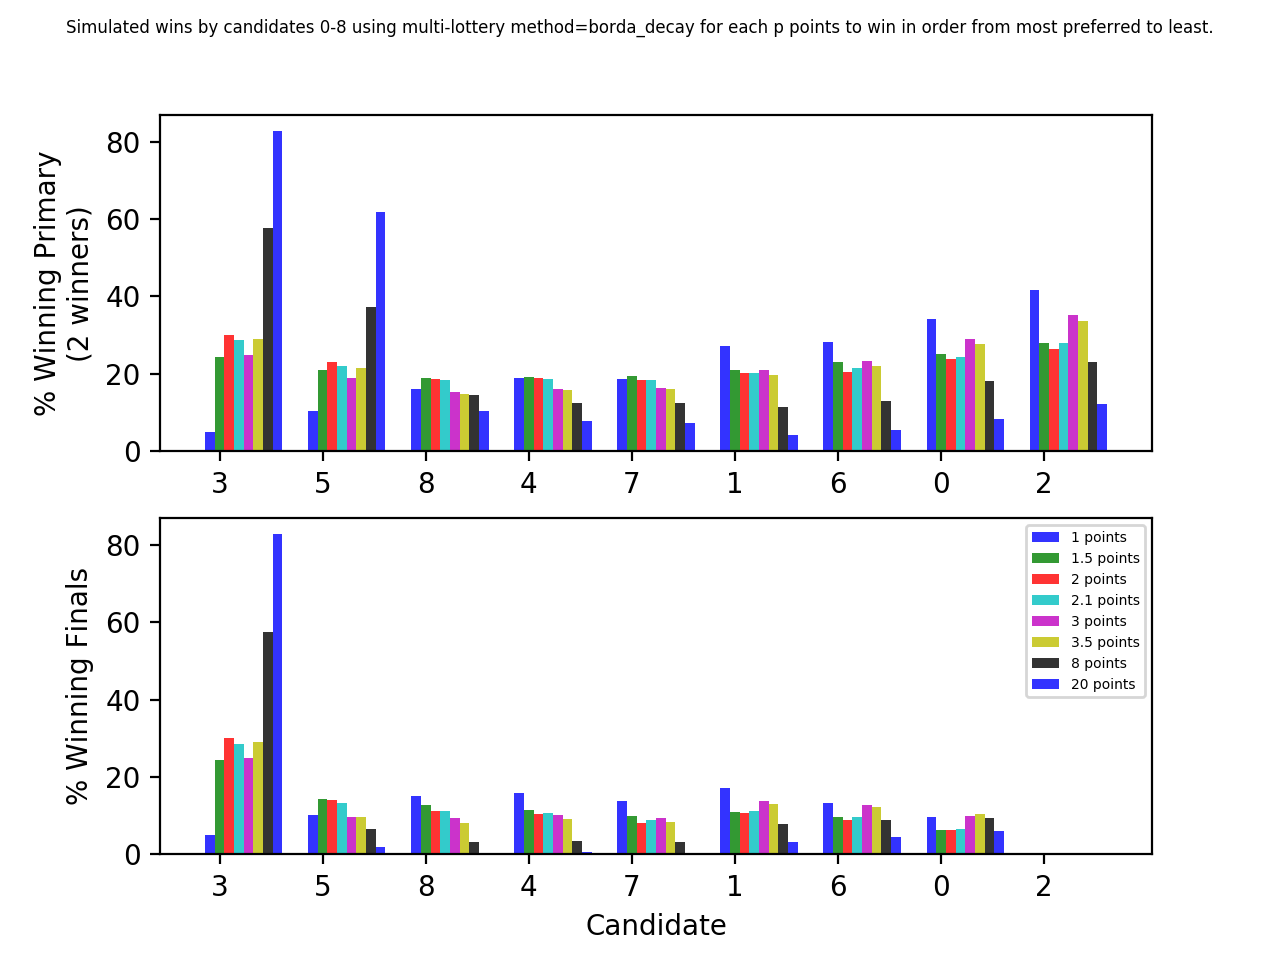 Simulated wins by candidates 0-8 using multi-lottery method=borda_decay for each p points to win in order from most preferred to least.
% Winning Primary
(2 winners)
80
60
40
20
0
3 5 8 4 7 1 6 0 2
% Winning Finals
80
60
40
20
0
1 points
1.5 points
2 points
2.1 points
3 points
3.5 points
8 points
20 points
3 5 8 4 7 1 6 0 2
Candidate